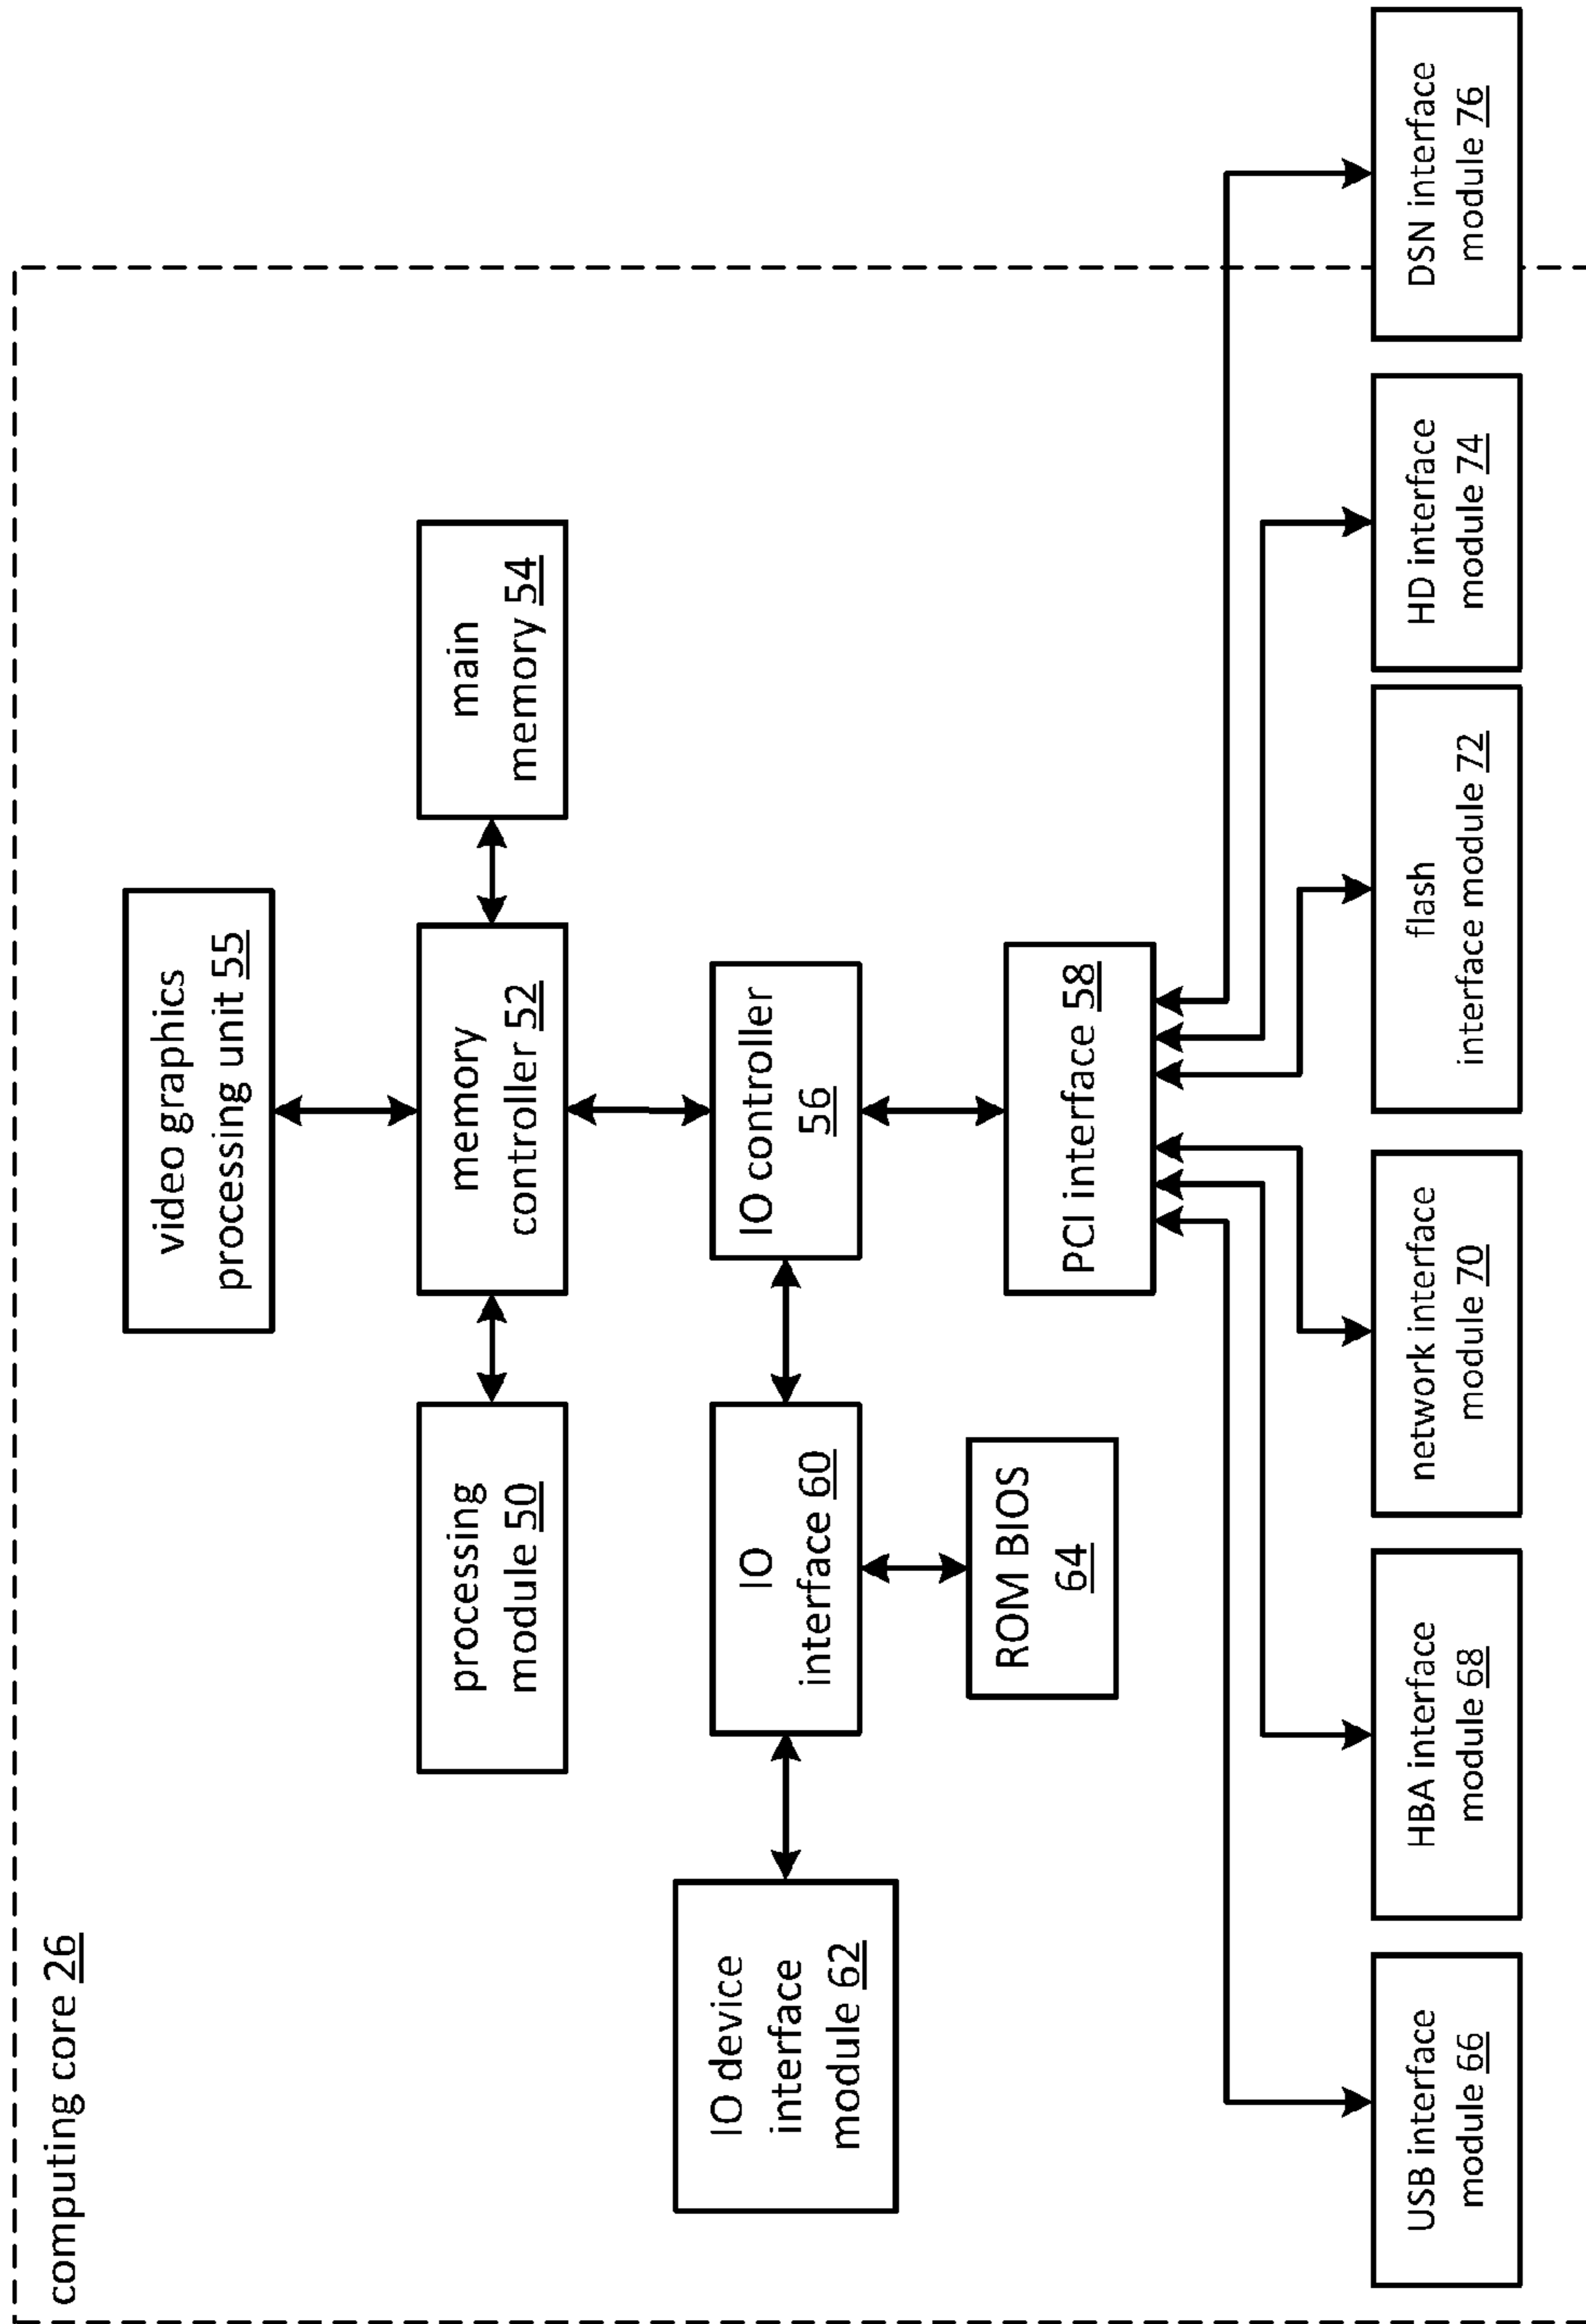 computing core 26
video graphics
processing unit 55
processing
module 50
memory
controller 52
main
memory 54
IO device
interface
module 62
IO
interface 60
IO controller
56
ROM BIOS
64
PCI interface 58
USB interface
module 66
HBA interface
module 68
network interface
module 70
flash
interface module 72
HD interface
module 74
DSN interface
module 76